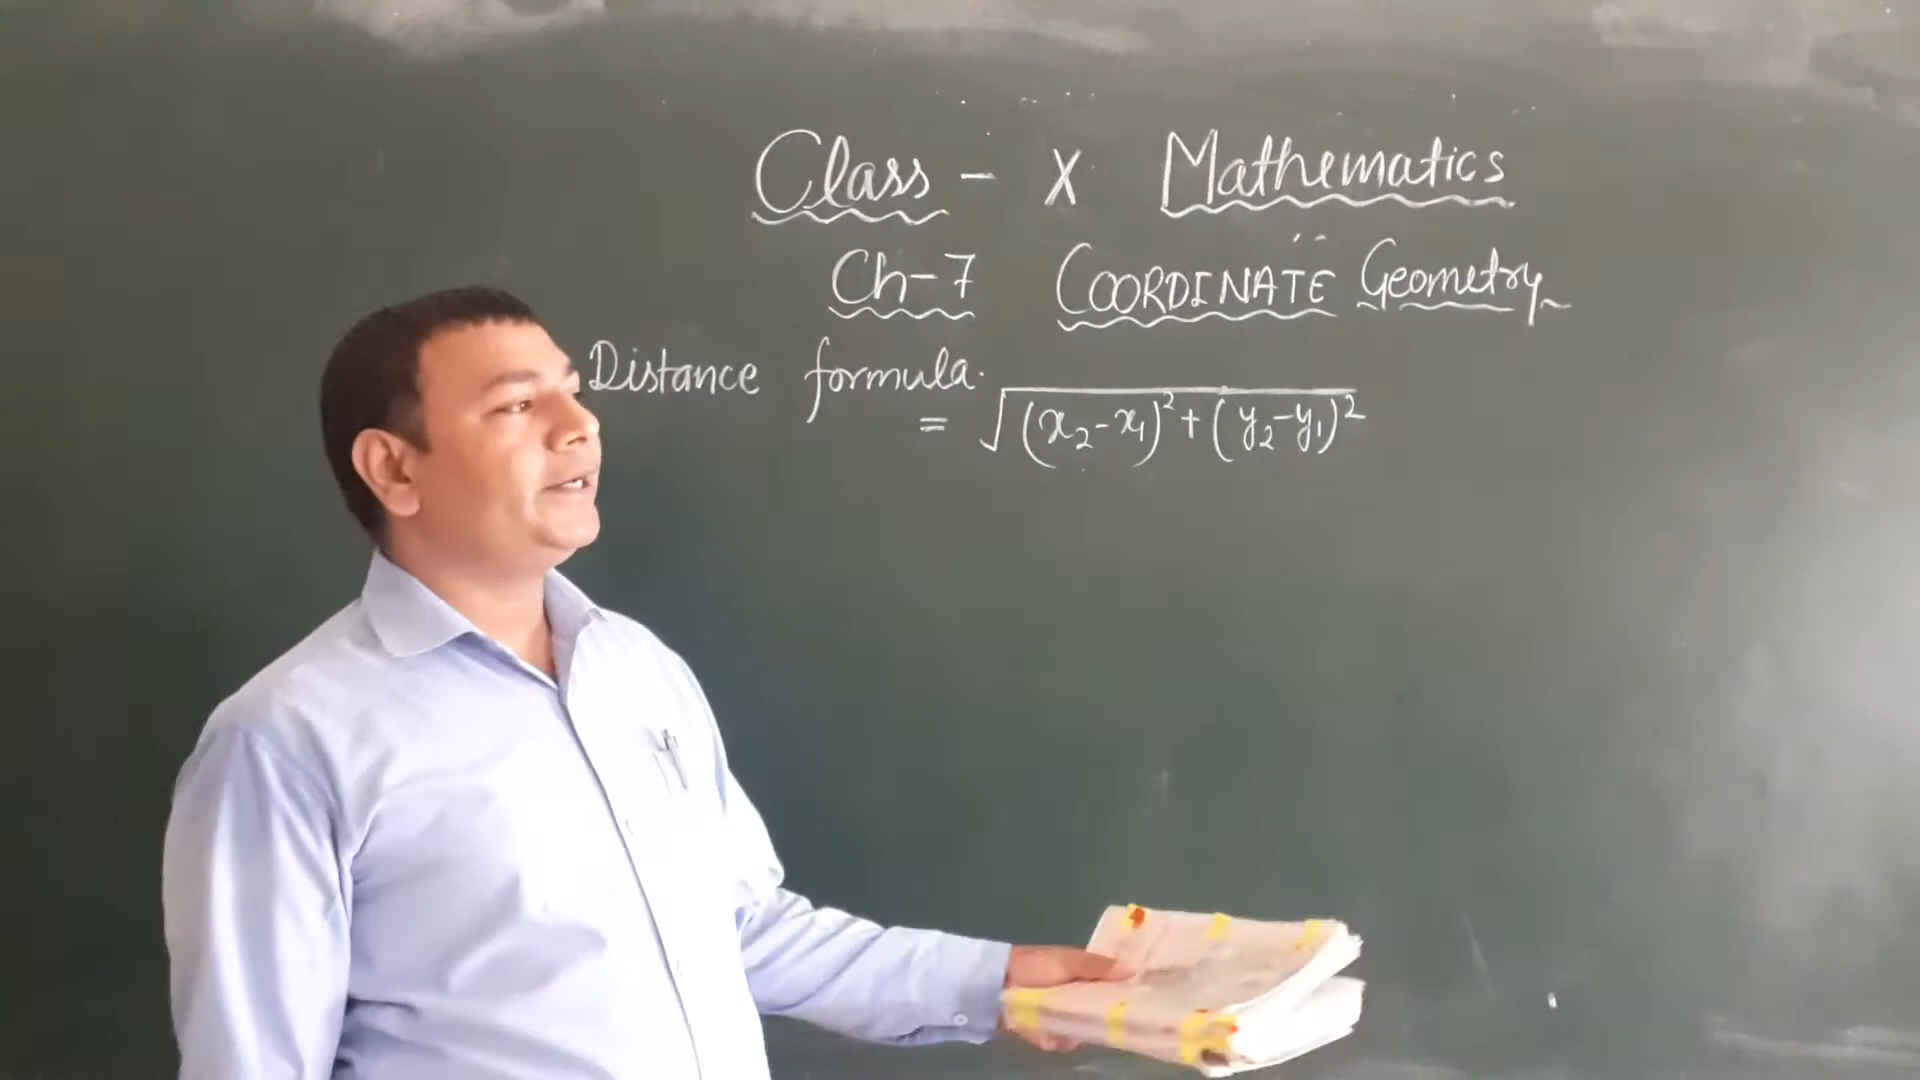 Class - X Mathematics
Ch-7 COORDINATE Geometry
Distance formula.
= √(x₂-x₁)²+(y₂-y₁)²